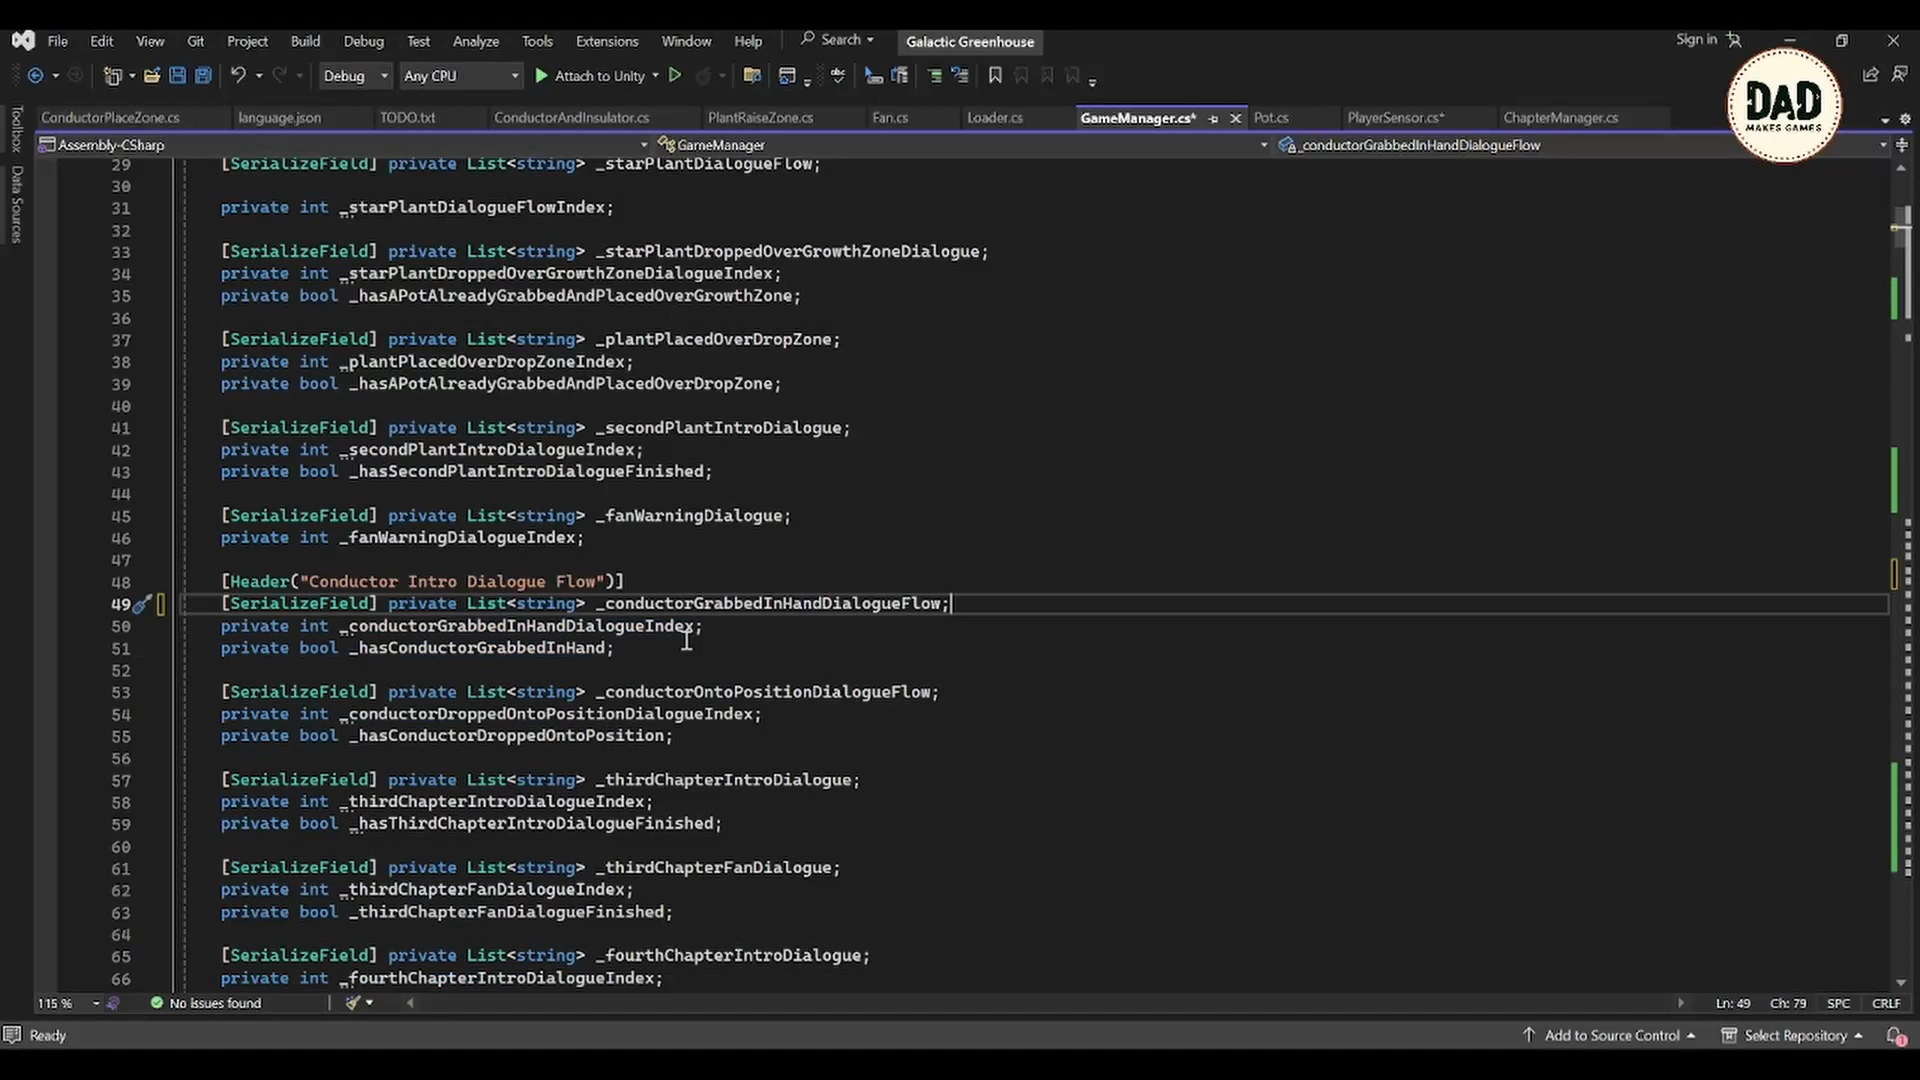 File Edit View Git Project Build Debug Test Analyze Tools Extensions Window Help Search Galactic Greenhouse Sign in
Debug Any CPU Attach to Unity
DAD
MAKES GAMES
ConductorPlaceZone.cs language.json TODO.txt ConductorAndInsulator.cs PlantRaiseZone.cs Fan.cs Loader.cs GameManager.cs* Pot.cs PlayerSensor.cs* ChapterManager.cs
Toolbox
Data Sources
Assembly-CSharp GameManager _conductorGrabbedInHandDialogueFlow
29 [SerializeField] private List<string> _starPlantDialogueFlow;
30
31 private int _starPlantDialogueFlowIndex;
32
33 [SerializeField] private List<string> _starPlantDroppedOverGrowthZoneDialogue;
34 private int _starPlantDroppedOverGrowthZoneDialogueIndex;
35 private bool _hasAPotAlreadyGrabbedAndPlacedOverGrowthZone;
36
37 [SerializeField] private List<string> _plantPlacedOverDropZone;
38 private int _plantPlacedOverDropZoneIndex;
39 private bool _hasAPotAlreadyGrabbedAndPlacedOverDropZone;
40
41 [SerializeField] private List<string> _secondPlantIntroDialogue;
42 private int _secondPlantIntroDialogueIndex;
43 private bool _hasSecondPlantIntroDialogueFinished;
44
45 [SerializeField] private List<string> _fanWarningDialogue;
46 private int _fanWarningDialogueIndex;
47
48 [Header("Conductor Intro Dialogue Flow")]
49 [SerializeField] private List<string> _conductorGrabbedInHandDialogueFlow;
50 private int _conductorGrabbedInHandDialogueIndex;
51 private bool _hasConductorGrabbedInHand;
52
53 [SerializeField] private List<string> _conductorOntoPositionDialogueFlow;
54 private int _conductorDroppedOntoPositionDialogueIndex;
55 private bool _hasConductorDroppedOntoPosition;
56
57 [SerializeField] private List<string> _thirdChapterIntroDialogue;
58 private int _thirdChapterIntroDialogueIndex;
59 private bool _hasThirdChapterIntroDialogueFinished;
60
61 [SerializeField] private List<string> _thirdChapterFanDialogue;
62 private int _thirdChapterFanDialogueIndex;
63 private bool _thirdChapterFanDialogueFinished;
64
65 [SerializeField] private List<string> _fourthChapterIntroDialogue;
66 private int _fourthChapterIntroDialogueIndex;
115 % No issues found Ln: 49 Ch: 79 SPC CRLF
Ready Add to Source Control Select Repository 1